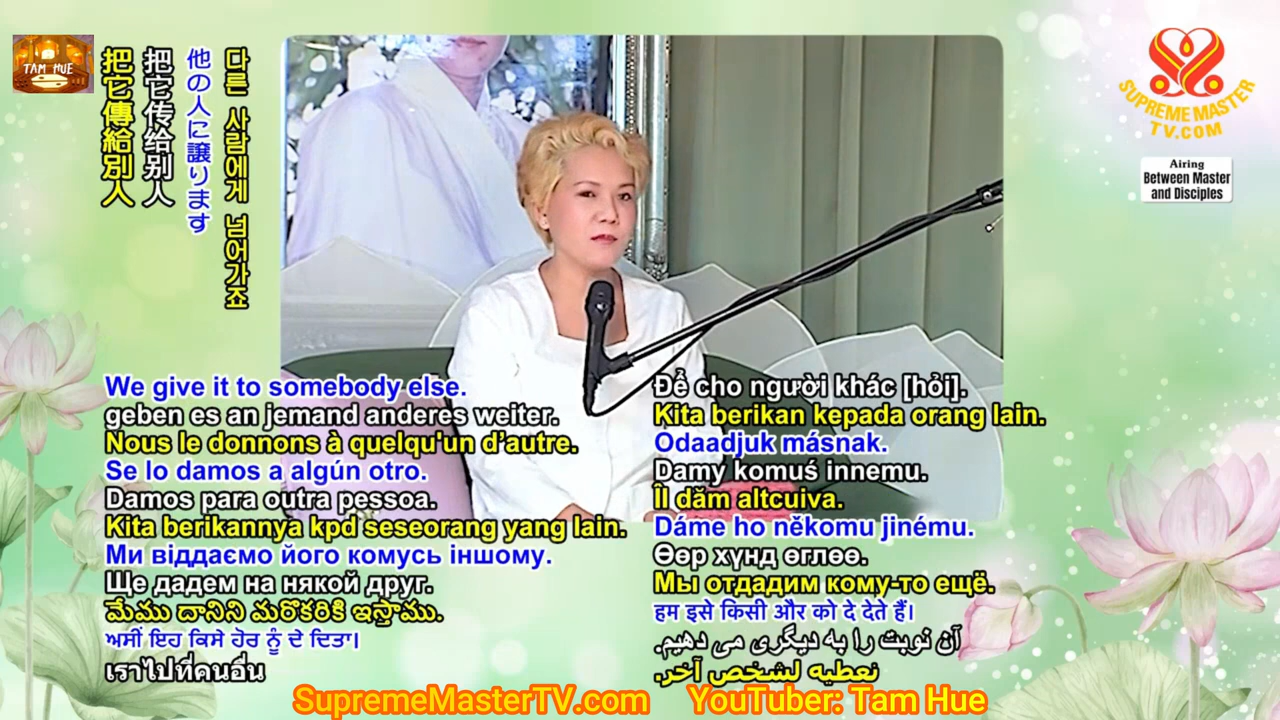 TAM HUE
把它傳給別人
把它传给别人
他の人に譲ります
다른 사람에게 넘어가죠
SUPREME MASTER
TV.COM
Airing
Between Master
and Disciples
We give it to somebody else.
geben es an jemand anderes weiter.
Nous le donnons à quelqu'un d’autre.
Se lo damos a algún otro.
Damos para outra pessoa.
Kita berikannya kpd seseorang yang lain.
Ми віддаємо його комусь іншому.
Ще дадем на някой друг.
మేము దానిని మరొకరికి ఇస్తాము.
ਅਸੀਂ ਇਹ ਕਿਸੇ ਹੋਰ ਨੂੰ ਦੇ ਦਿਤਾ।
เราไปที่คนอื่น
Để cho người khác [hỏi].
Kita berikan kepada orang lain.
Odaadjuk másnak.
Damy komuś innemu.
Îl dăm altcuiva.
Dáme ho někomu jinému.
Өөр хүнд өглөө.
Мы отдадим кому-то ещё.
हम इसे किसी और को दे देते हैं।
آن نوبت را به دیگری می دهیم.
نعطيه لشخص آخر.
SupremeMasterTV.com
YouTuber: Tam Hue